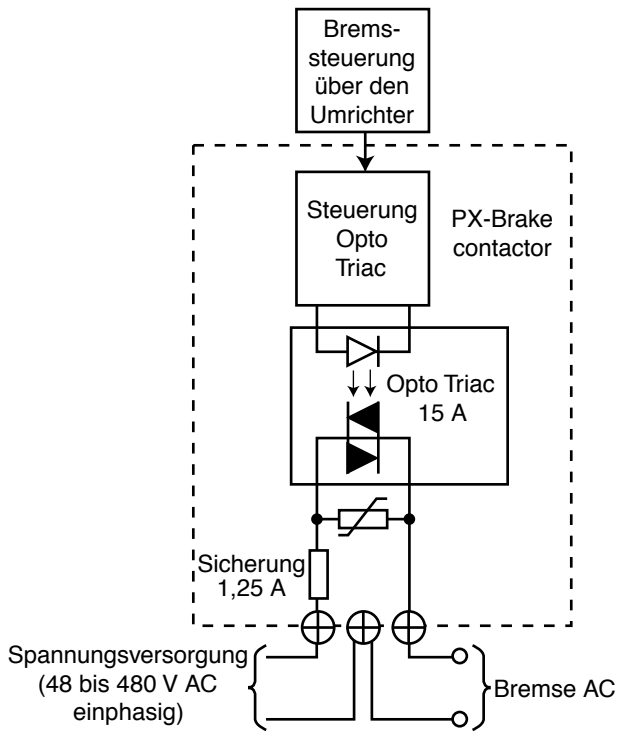 Brems-
steuerung
über den
Umrichter
Steuerung
Opto
Triac
PX-Brake
contactor
Opto Triac
15 A
Sicherung
1,25 A
Spannungsversorgung
(48 bis 480 V AC
einphasig)
Bremse AC